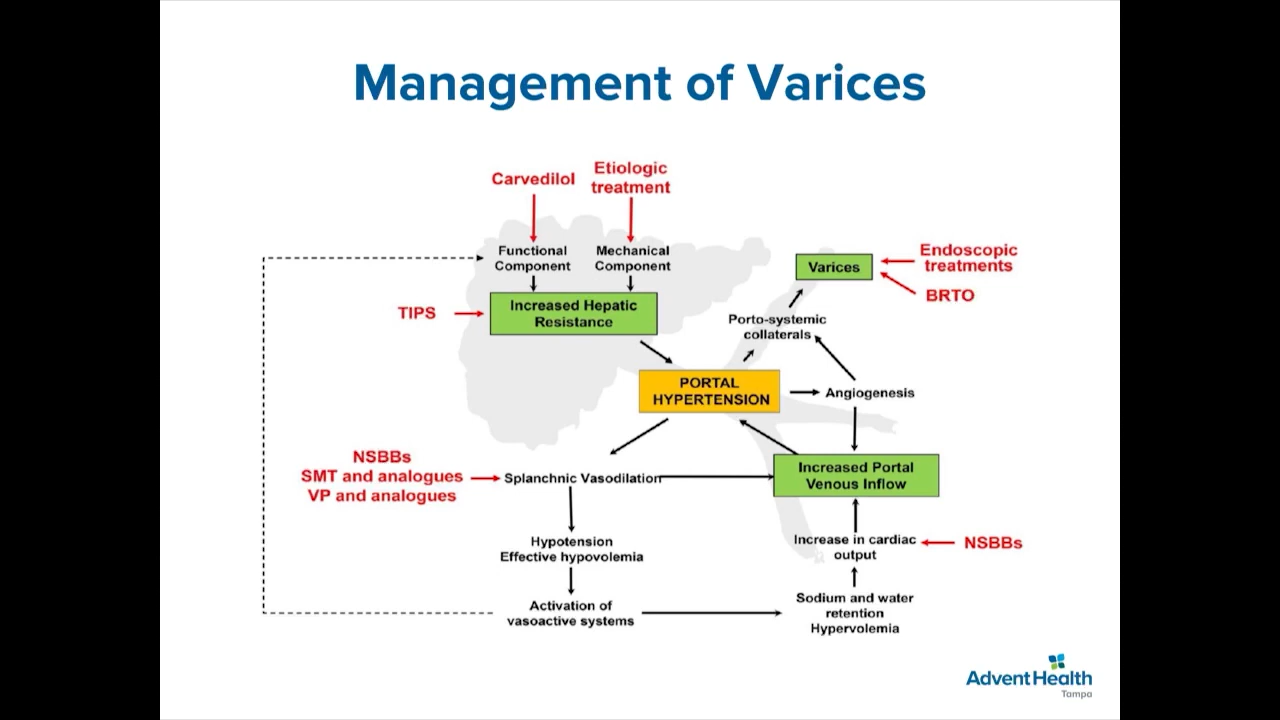 Management of Varices
Carvedilol
Etiologic
treatment
Functional
Component
Mechanical
Component
TIPS
Increased Hepatic
Resistance
Varices
Endoscopic
treatments
BRTO
Porto-systemic
collaterals
PORTAL
HYPERTENSION
Angiogenesis
NSBBs
SMT and analogues
VP and analogues
Splanchnic Vasodilation
Increased Portal
Venous Inflow
Hypotension
Effective hypovolemia
Increase in cardiac
output
NSBBs
Activation of
vasoactive systems
Sodium and water
retention
Hypervolemia
AdventHealth
Tampa